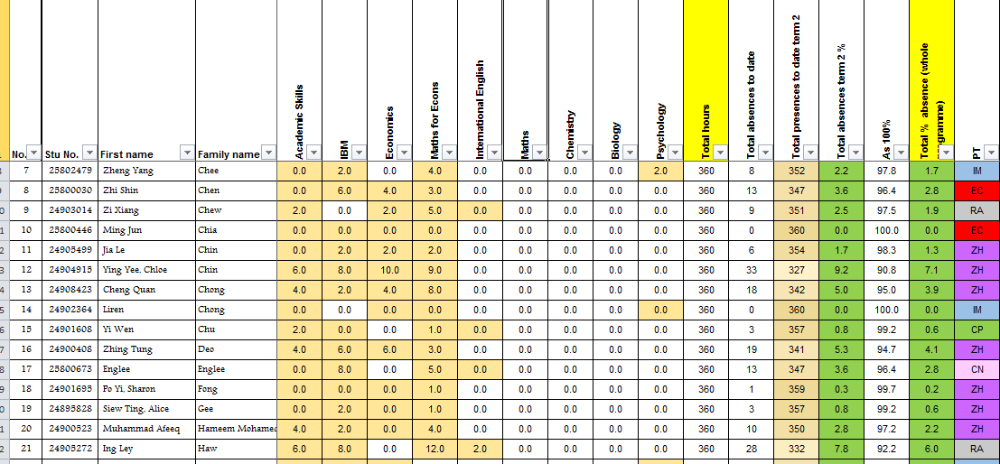 No. Stu No. First name Family name Academic Skills IBM Economics Maths for Econs International English Maths Chemistry Biology Psychology Total hours Total absences to date Total presences to date term 2 Total absences term 2 % As 100% Total % absence (whole ogramme) PT
7 25802479 Zheng Yang Chee 0.0 2.0 0.0 4.0 0.0 0.0 0.0 0.0 2.0 360 8 352 2.2 97.8 1.7 IM
8 25800030 Zhi Shin Chen 0.0 6.0 4.0 3.0 0.0 0.0 0.0 0.0 0.0 360 13 347 3.6 96.4 2.8 EC
9 24903014 Zi Xiang Chew 2.0 0.0 2.0 5.0 0.0 0.0 0.0 0.0 0.0 360 9 351 2.5 97.5 1.9 RA
10 25800446 Ming Jun Chia 0.0 0.0 0.0 0.0 0.0 0.0 0.0 0.0 0.0 360 0 360 0.0 100.0 0.0 EC
11 24905499 Jia Le Chin 0.0 2.0 2.0 2.0 0.0 0.0 0.0 0.0 0.0 360 6 354 1.7 98.3 1.3 ZH
12 24904915 Ying Yee, Chloe Chin 6.0 8.0 10.0 9.0 0.0 0.0 0.0 0.0 0.0 360 33 327 9.2 90.8 7.1 ZH
13 24908423 Cheng Quan Chong 4.0 2.0 4.0 8.0 0.0 0.0 0.0 0.0 0.0 360 18 342 5.0 95.0 3.9 ZH
14 24902364 Liren Chong 0.0 0.0 0.0 0.0 0.0 0.0 0.0 0.0 0.0 360 0 360 0.0 100.0 0.0 IM
15 24901608 Yi Wen Chu 2.0 0.0 0.0 1.0 0.0 0.0 0.0 0.0 0.0 360 3 357 0.8 99.2 0.6 CP
16 24900408 Zhing Tung Deo 4.0 6.0 6.0 3.0 0.0 0.0 0.0 0.0 0.0 360 19 341 5.3 94.7 4.1 ZH
17 25800673 Englee Englee 0.0 8.0 0.0 5.0 0.0 0.0 0.0 0.0 0.0 360 13 347 3.6 96.4 2.8 CN
18 24901695 Po Yi, Sharon Fong 0.0 0.0 0.0 1.0 0.0 0.0 0.0 0.0 0.0 360 1 359 0.3 99.7 0.2 ZH
19 24895828 Siew Ting, Alice Gee 0.0 2.0 0.0 1.0 0.0 0.0 0.0 0.0 0.0 360 3 357 0.8 99.2 0.6 ZH
20 24900523 Muhammad Afeeq Hameem Mohamed 4.0 2.0 0.0 4.0 0.0 0.0 0.0 0.0 0.0 360 10 350 2.8 97.2 2.2 ZH
21 24905272 Ing Ley Haw 6.0 8.0 0.0 12.0 2.0 0.0 0.0 0.0 0.0 360 28 332 7.8 92.2 6.0 RA